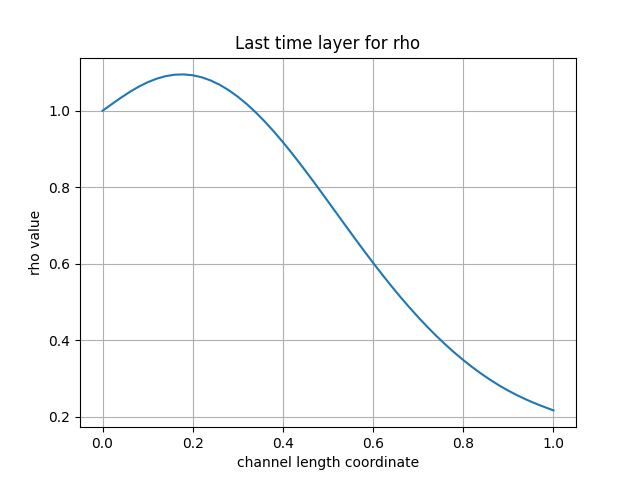 Last time layer for rho
rho value
1.0
0.8
0.6
0.4
0.2
0.0 0.2 0.4 0.6 0.8 1.0
channel length coordinate